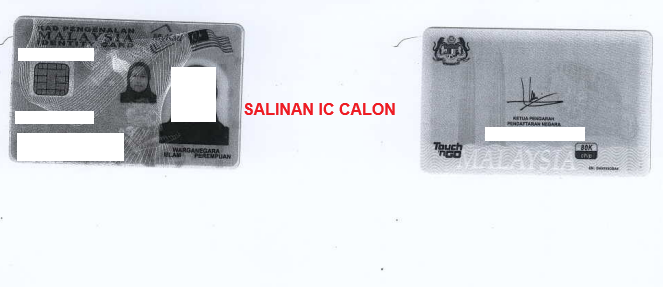 KAD PENGENALAN
MALAYSIA
IDENTITY CARD
MyKad
WARGANEGARA
ISLAM PEREMPUAN
SALINAN IC CALON
KETUA PENGARAH
PENDAFTARAN NEGARA
Touch
'n GO
MALAYSIA
80K
chip